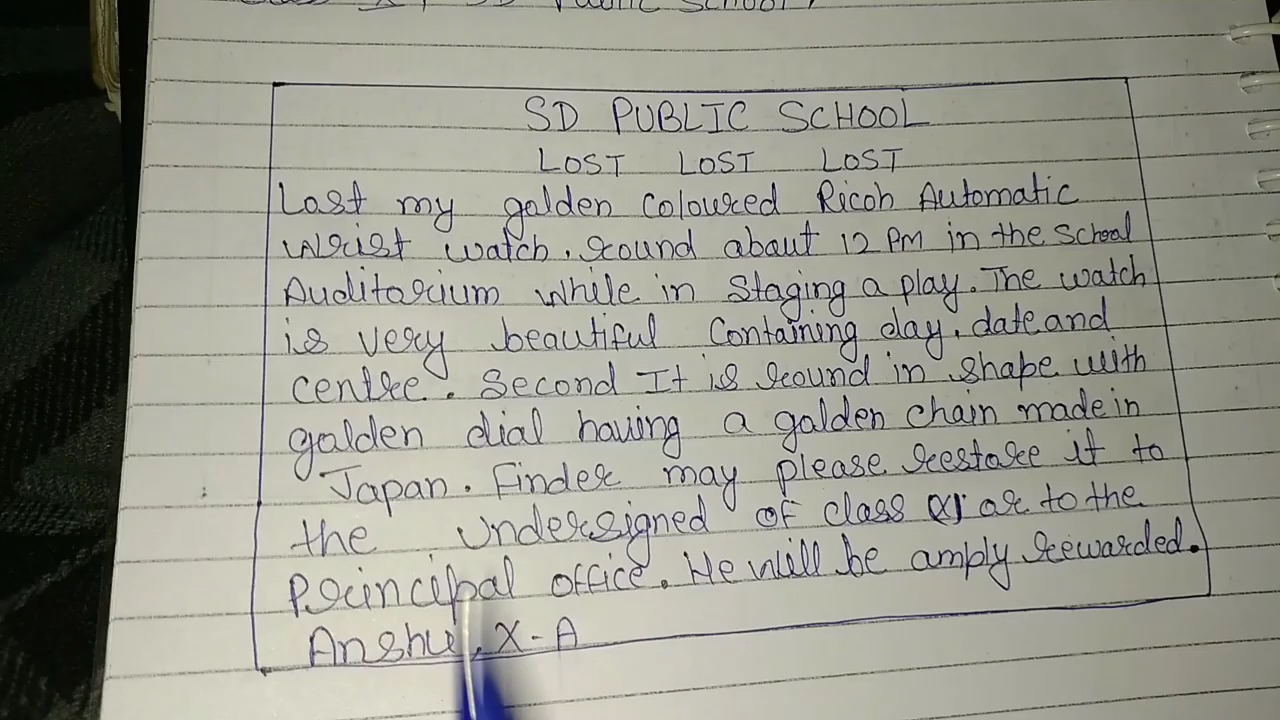 SD Public School
SD PUBLIC SCHOOL
LOST LOST LOST
Lost my golden coloured Ricoh Automatic
Wrist watch. round about 12 PM in the School
Auditorium while in staging a play. The watch
is very beautiful containing day, date and
centre. Second It is round in shape with
golden dial having a golden chain made in
Japan. Finder may please restore it to
the undersigned of class or to the
Principal office. He will be amply rewarded.
Anshu, X-A